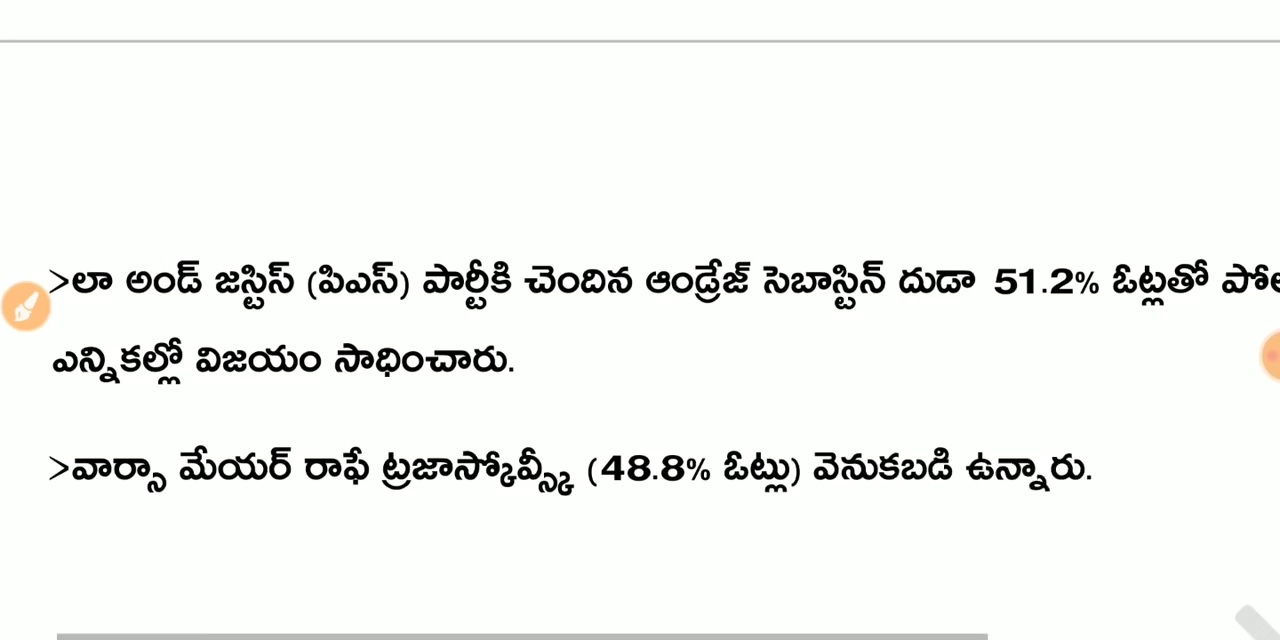 >లా అండ్ జస్టిస్ (పిఎస్) పార్టీకి చెందిన ఆండ్రేజ్ సెబాస్టిన్ దుడా 51.2% ఓట్లతో
ఎన్నికల్లో విజయం సాధించారు.
>వార్సా మేయర్ రాఫే ట్రజాస్కోవ్స్కీ (48.8% ఓట్లు) వెనుకబడి ఉన్నారు.